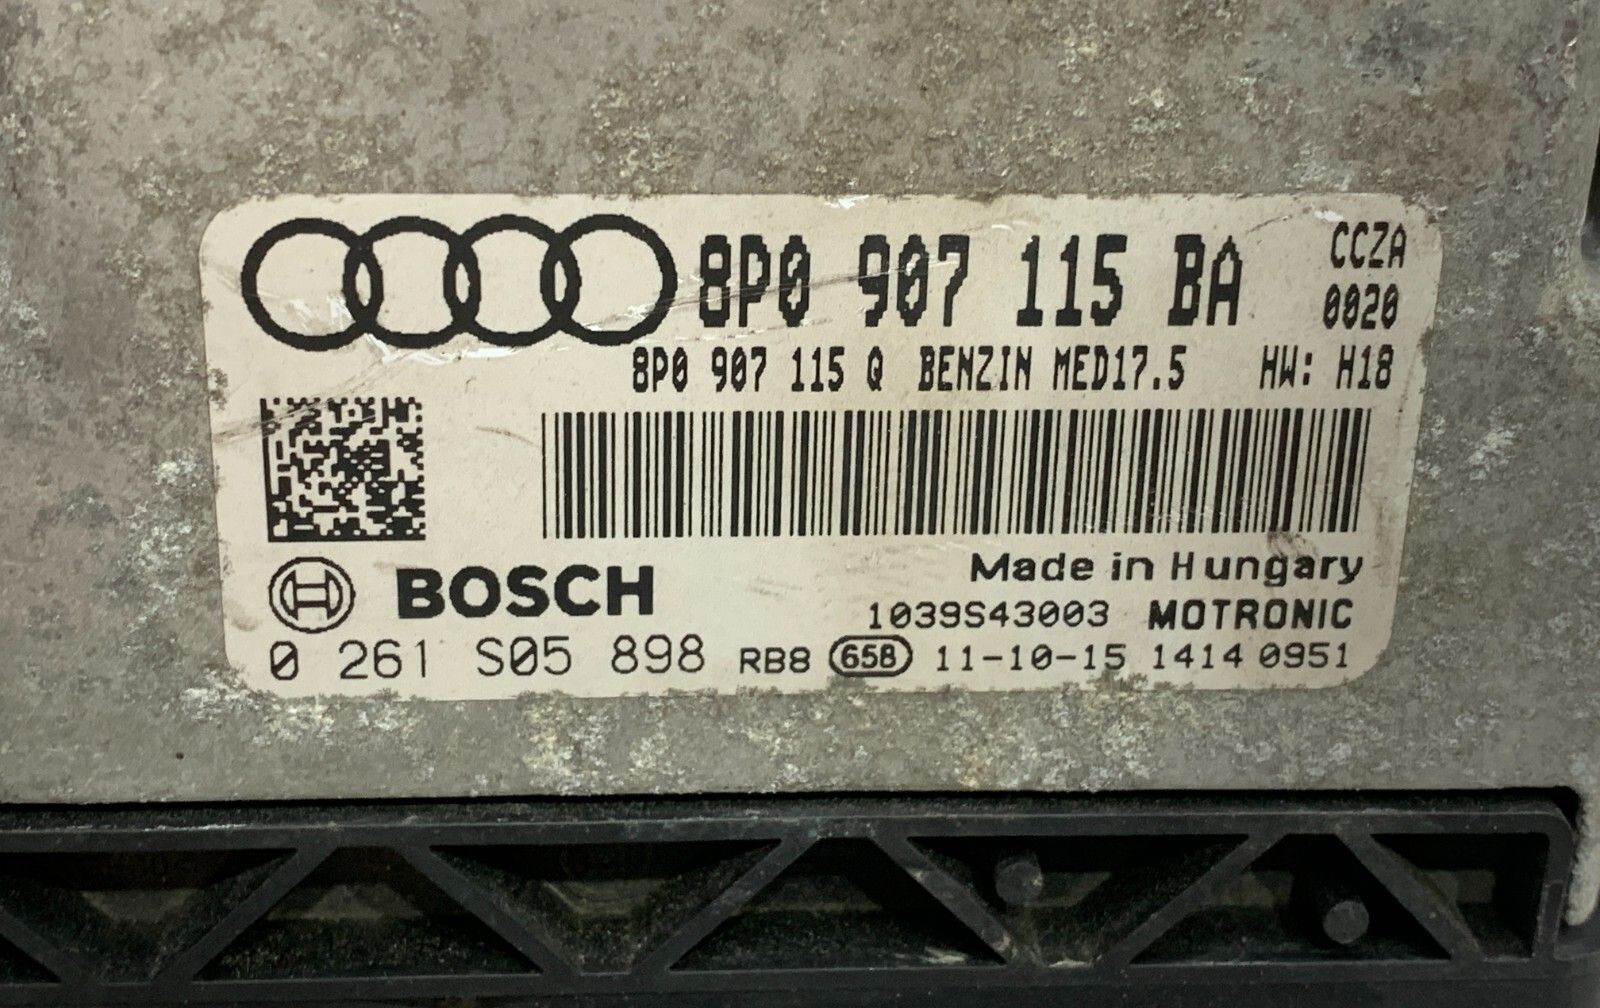 8P0 907 115 BA CCZA
0020
8P0 907 115 Q BENZIN MED17.5 HW: H18
Made in Hungary
BOSCH
1039S43003 MOTRONIC
0 261 S05 898 RB8 658 11-10-15 1414 0951